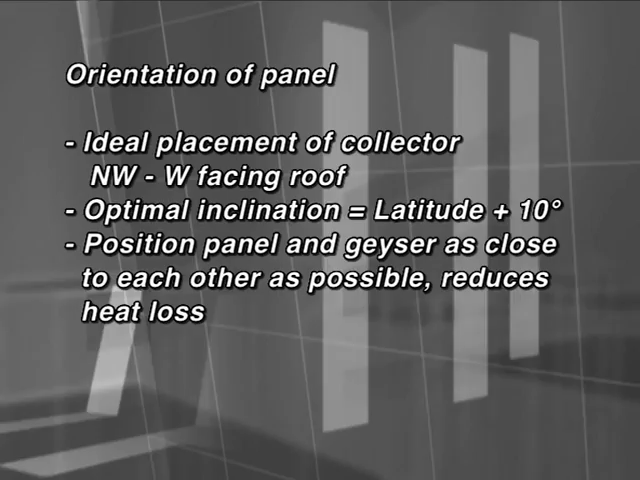 Orientation of panel
- Ideal placement of collector
NW - W facing roof
- Optimal inclination = Latitude + 10°
- Position panel and geyser as close
to each other as possible, reduces
heat loss